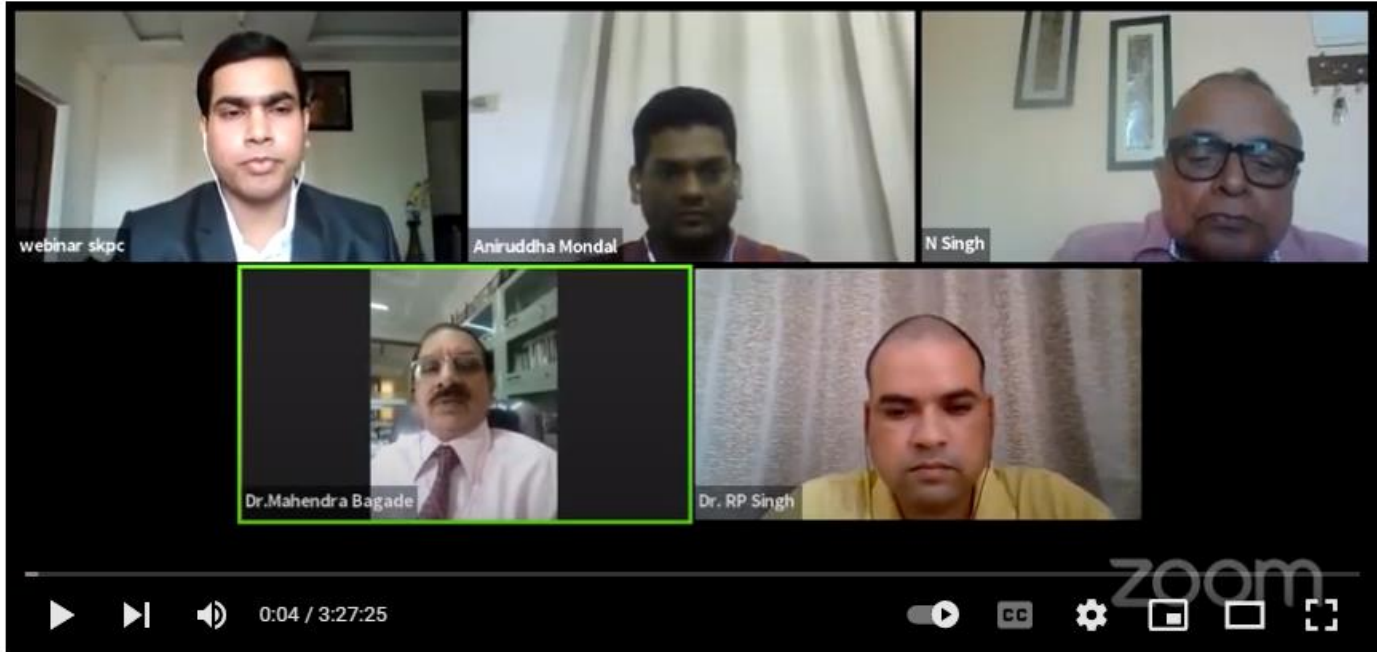 webinar skpc
Aniruddha Mondal
N Singh
Dr.Mahendra Bagade
Dr. RP Singh
zoom
0:04 / 3:27:25
CC